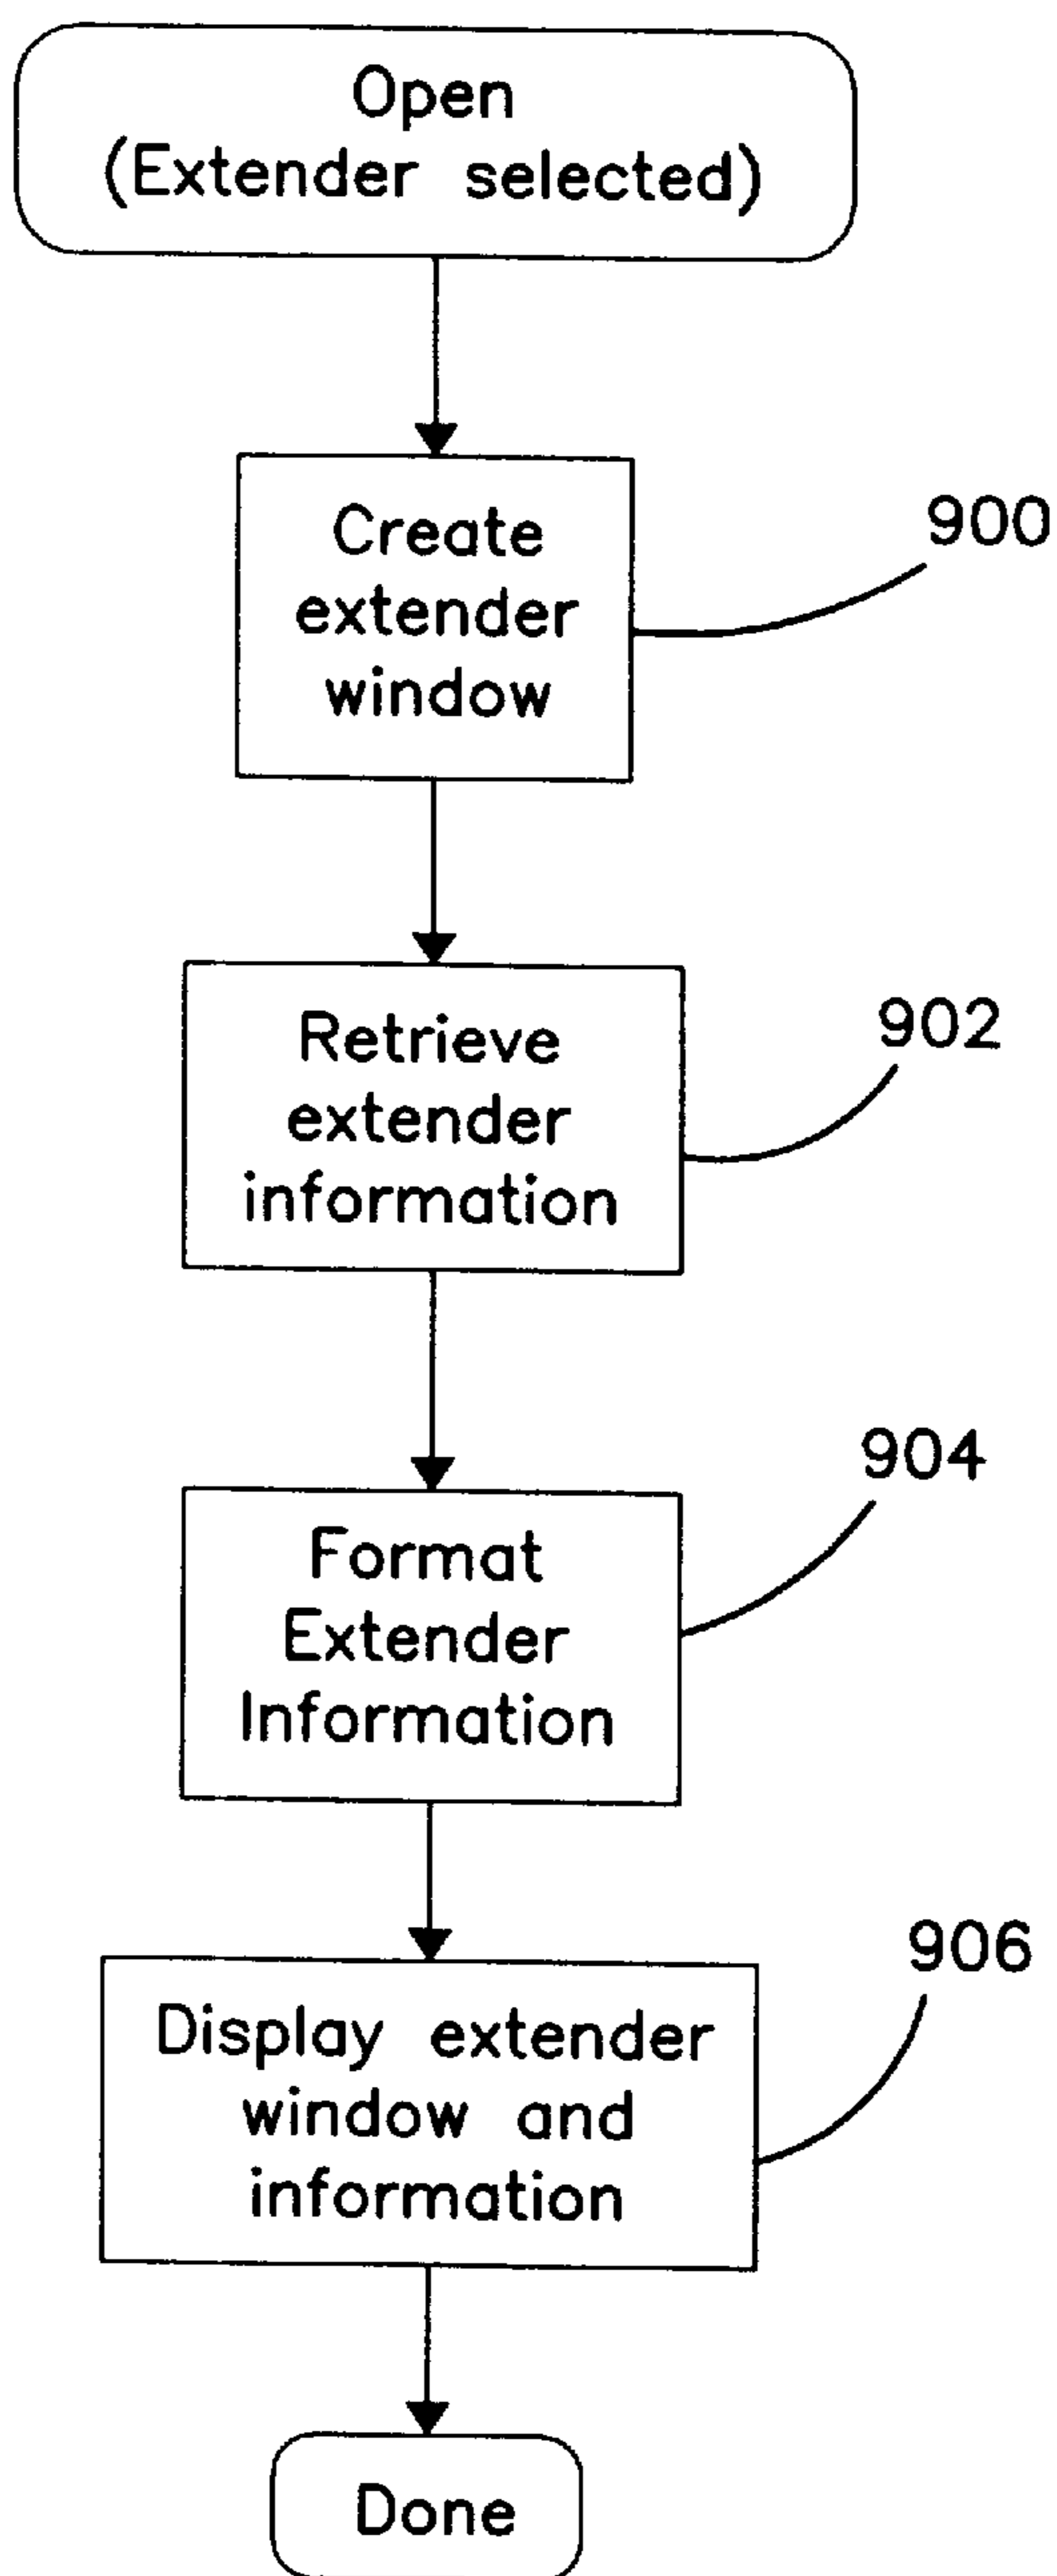 Open
(Extender selected)
Create
extender
window
900
Retrieve
extender
information
902
Format
Extender
Information
904
Display extender
window and
information
906
Done